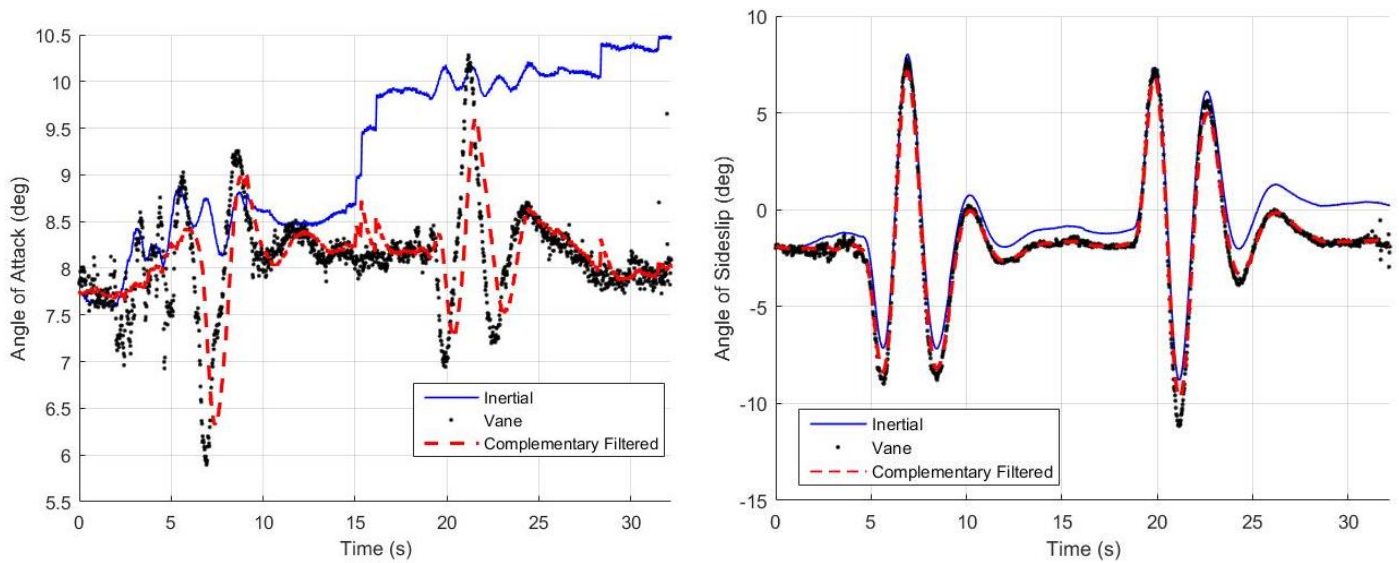 10.5
10
9.5
9
8.5
8
7.5
7
6.5
6
5.5
Angle of Attack (deg)
0 5 10 15 20 25 30
Time (s)
Inertial
Vane
Complementary Filtered
10
5
0
-5
-10
-15
Angle of Sideslip (deg)
0 5 10 15 20 25 30
Time (s)
Inertial
Vane
Complementary Filtered